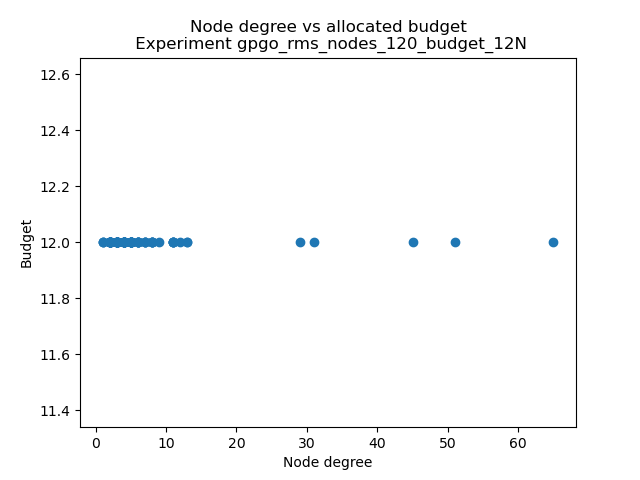 Node degree vs allocated budget
Experiment gpgo_rms_nodes_120_budget_12N
12.6
12.4
12.2
12.0
11.8
11.6
11.4
Budget
0 10 20 30 40 50 60
Node degree